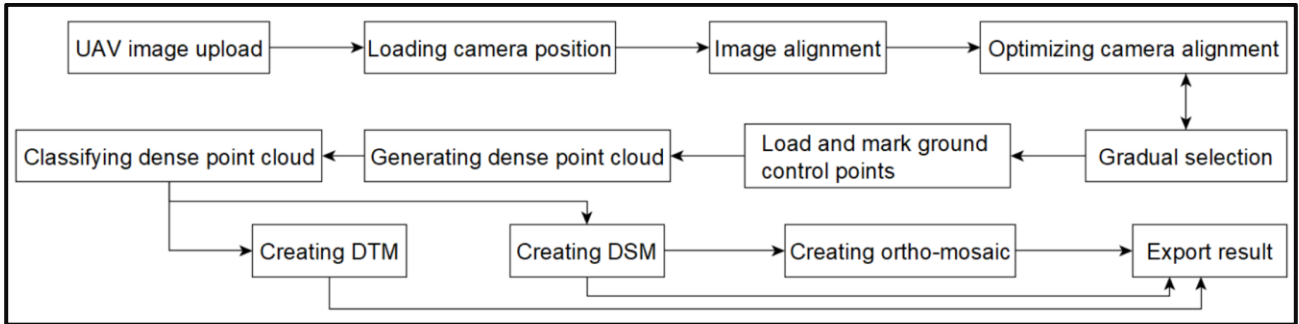 UAV image upload
Loading camera position
Image alignment
Optimizing camera alignment
Classifying dense point cloud
Generating dense point cloud
Load and mark ground
control points
Gradual selection
Creating DTM
Creating DSM
Creating ortho-mosaic
Export result